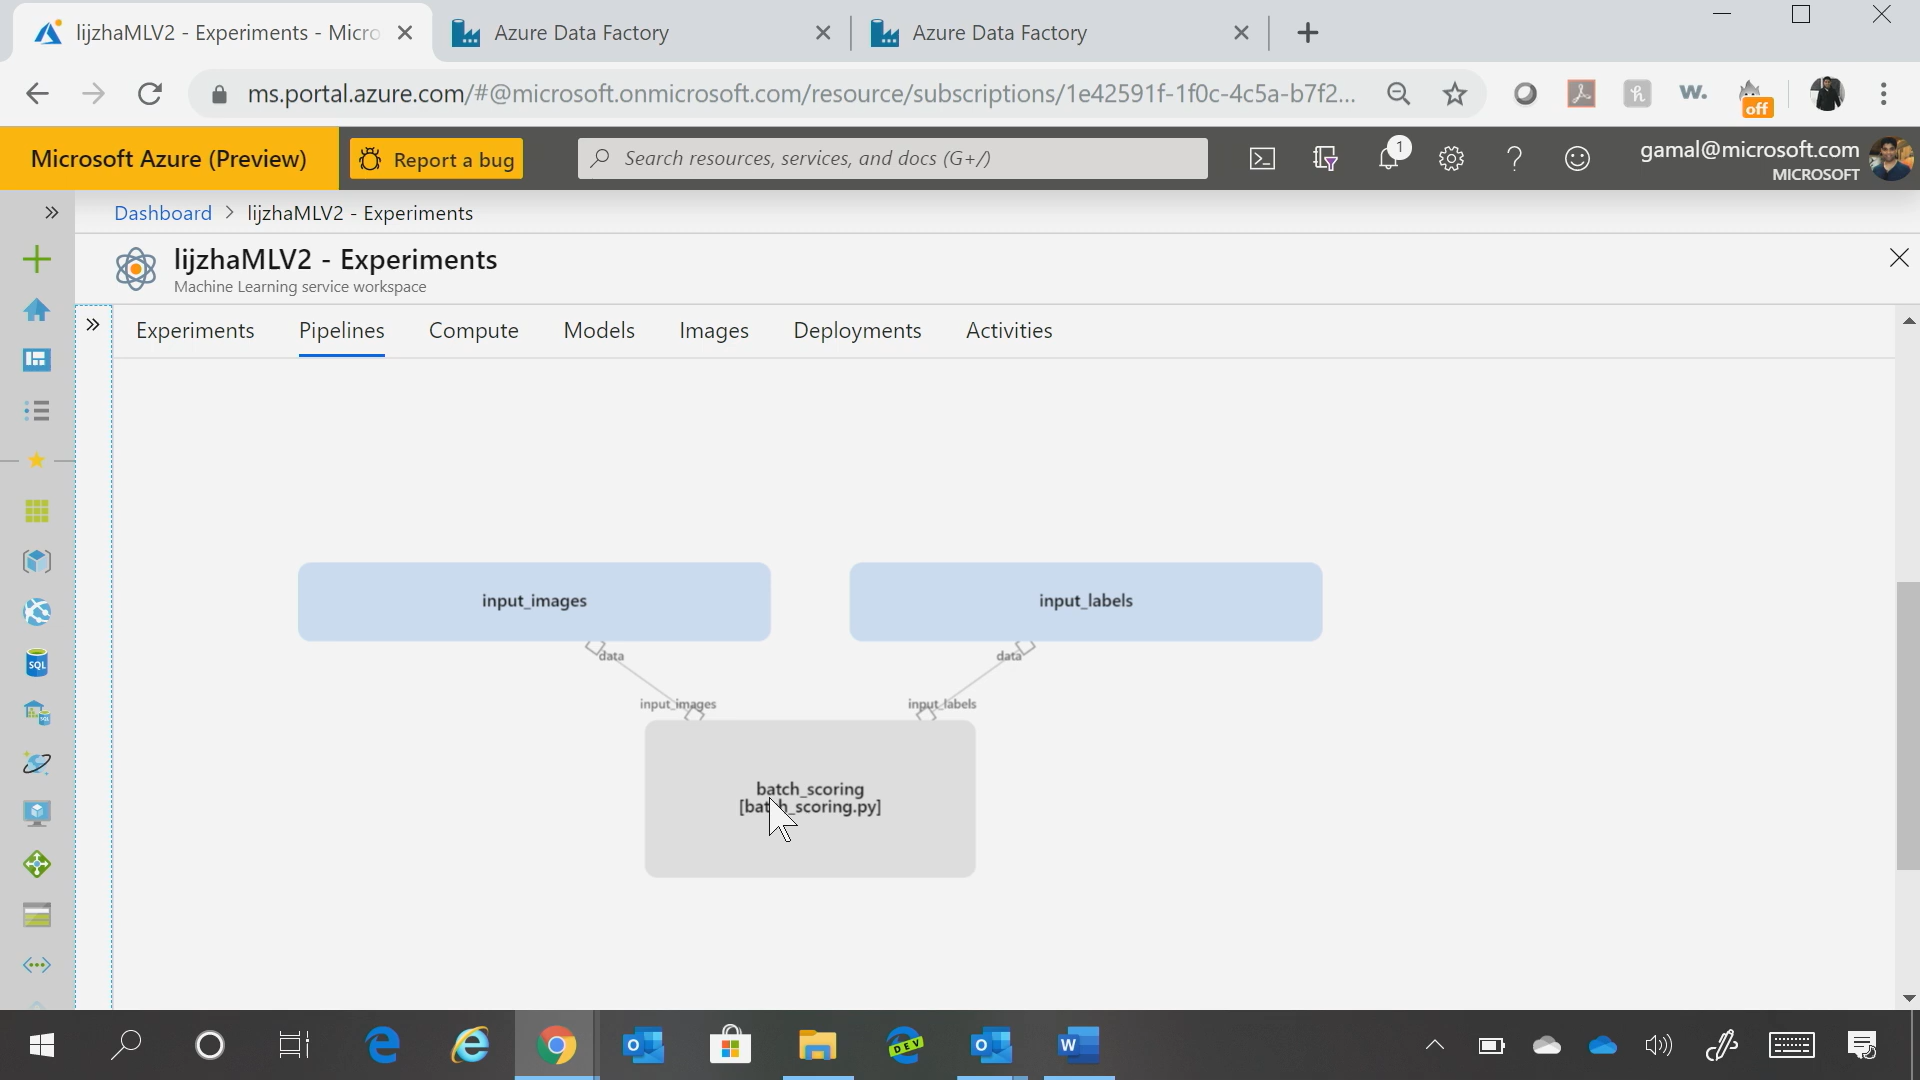 lijzhaMLV2 - Experiments - Micro
Azure Data Factory
Azure Data Factory
ms.portal.azure.com/#@microsoft.onmicrosoft.com/resource/subscriptions/1e42591f-1f0c-4c5a-b7f2...
off
Microsoft Azure (Preview)
Report a bug
Search resources, services, and docs (G+/)
1
gamal@microsoft.com
MICROSOFT
Dashboard > lijzhaMLV2 - Experiments
lijzhaMLV2 - Experiments
Machine Learning service workspace
Experiments
Pipelines
Compute
Models
Images
Deployments
Activities
SQL
input_images
input_labels
data
data
input_images
input_labels
batch_scoring
[batch_scoring.py]
DEV